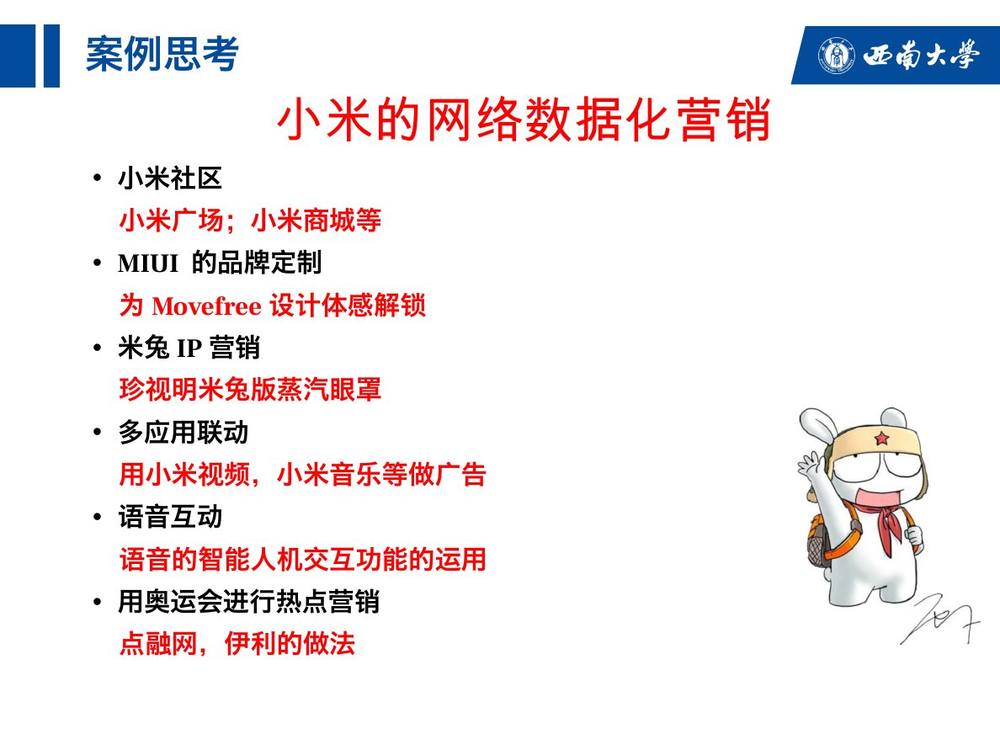 案例思考
西南大学
小米的网络数据化营销
• 小米社区
小米广场；小米商城等
• MIUI 的品牌定制
为 Movefree 设计体感解锁
• 米兔 IP 营销
珍视明米兔版蒸汽眼罩
• 多应用联动
用小米视频，小米音乐等做广告
• 语音互动
语音的智能人机交互功能的运用
• 用奥运会进行热点营销
点融网，伊利的做法